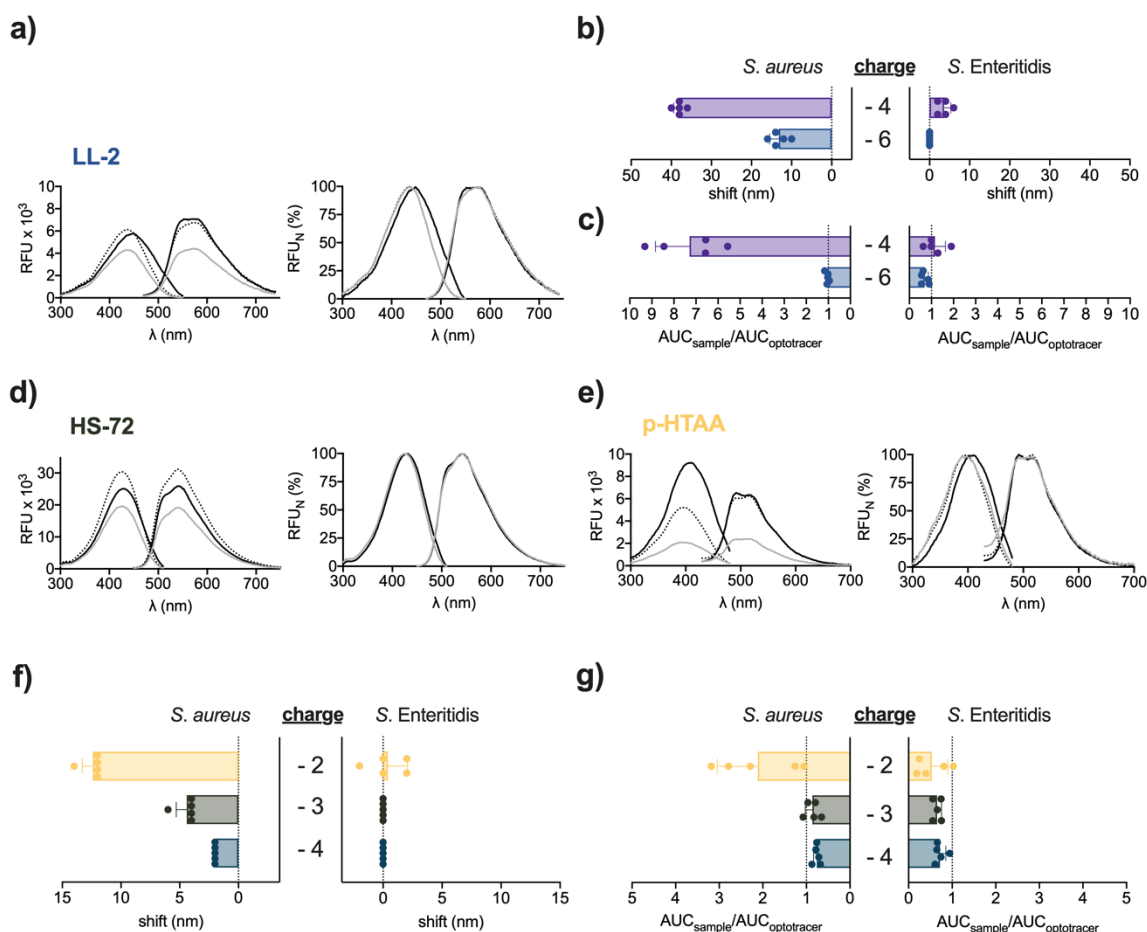 a)
LL-2
10
8
6
4
2
0
RFU x 10³
300 400 500 600 700
λ (nm)
100
75
50
25
0
RFU_N (%)
300 400 500 600 700
λ (nm)
b)
S. aureus charge S. Enteritidis
- 4
- 6
50 40 30 20 10 0
shift (nm)
0 10 20 30 40 50
shift (nm)
c)
- 4
- 6
10 9 8 7 6 5 4 3 2 1 0
AUC_sample/AUC_optotracer
0 1 2 3 4 5 6 7 8 9 10
AUC_sample/AUC_optotracer
d)
HS-72
30
20
10
0
RFU x 10³
300 400 500 600 700
λ (nm)
100
75
50
25
0
RFU_N (%)
300 400 500 600 700
λ (nm)
e)
p-HTAA
10
8
6
4
2
0
RFU x 10³
300 400 500 600 700
λ (nm)
100
75
50
25
0
RFU_N (%)
300 400 500 600 700
λ (nm)
f)
S. aureus charge S. Enteritidis
- 2
- 3
- 4
15 10 5 0
shift (nm)
0 5 10 15
shift (nm)
g)
S. aureus charge S. Enteritidis
- 2
- 3
- 4
5 4 3 2 1 0
AUC_sample/AUC_optotracer
0 1 2 3 4 5
AUC_sample/AUC_optotracer